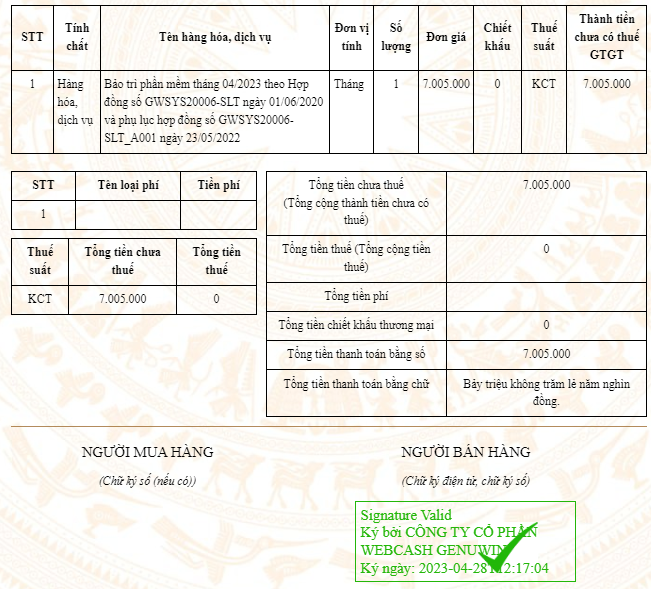 STT Tính chất Tên hàng hóa, dịch vụ Đơn vị tính Số lượng Đơn giá Chiết khấu Thuế suất Thành tiền chưa có thuế GTGT
1 Hàng hóa, dịch vụ Bảo trì phần mềm tháng 04/2023 theo Hợp đồng số GWSYS20006-SLT ngày 01/06/2020 và phụ lục hợp đồng số GWSYS20006-SLT_A001 ngày 23/05/2022 Tháng 1 7.005.000 0 KCT 7.005.000
STT Tên loại phí Tiền phí
1
Thuế suất Tổng tiền chưa thuế Tổng tiền thuế
KCT 7.005.000 0
Tổng tiền chưa thuế (Tổng cộng thành tiền chưa có thuế) 7.005.000
Tổng tiền thuế (Tổng cộng tiền thuế) 0
Tổng tiền phí
Tổng tiền chiết khấu thương mại 0
Tổng tiền thanh toán bằng số 7.005.000
Tổng tiền thanh toán bằng chữ Bảy triệu không trăm lẻ năm nghìn đồng.
NGƯỜI MUA HÀNG
(Chữ ký số (nếu có))
NGƯỜI BÁN HÀNG
(Chữ ký điện tử, chữ ký số)
Signature Valid
Ký bởi CÔNG TY CỔ PHẦN
WEBCASH GENUWIN
Ký ngày: 2023-04-28T12:17:04